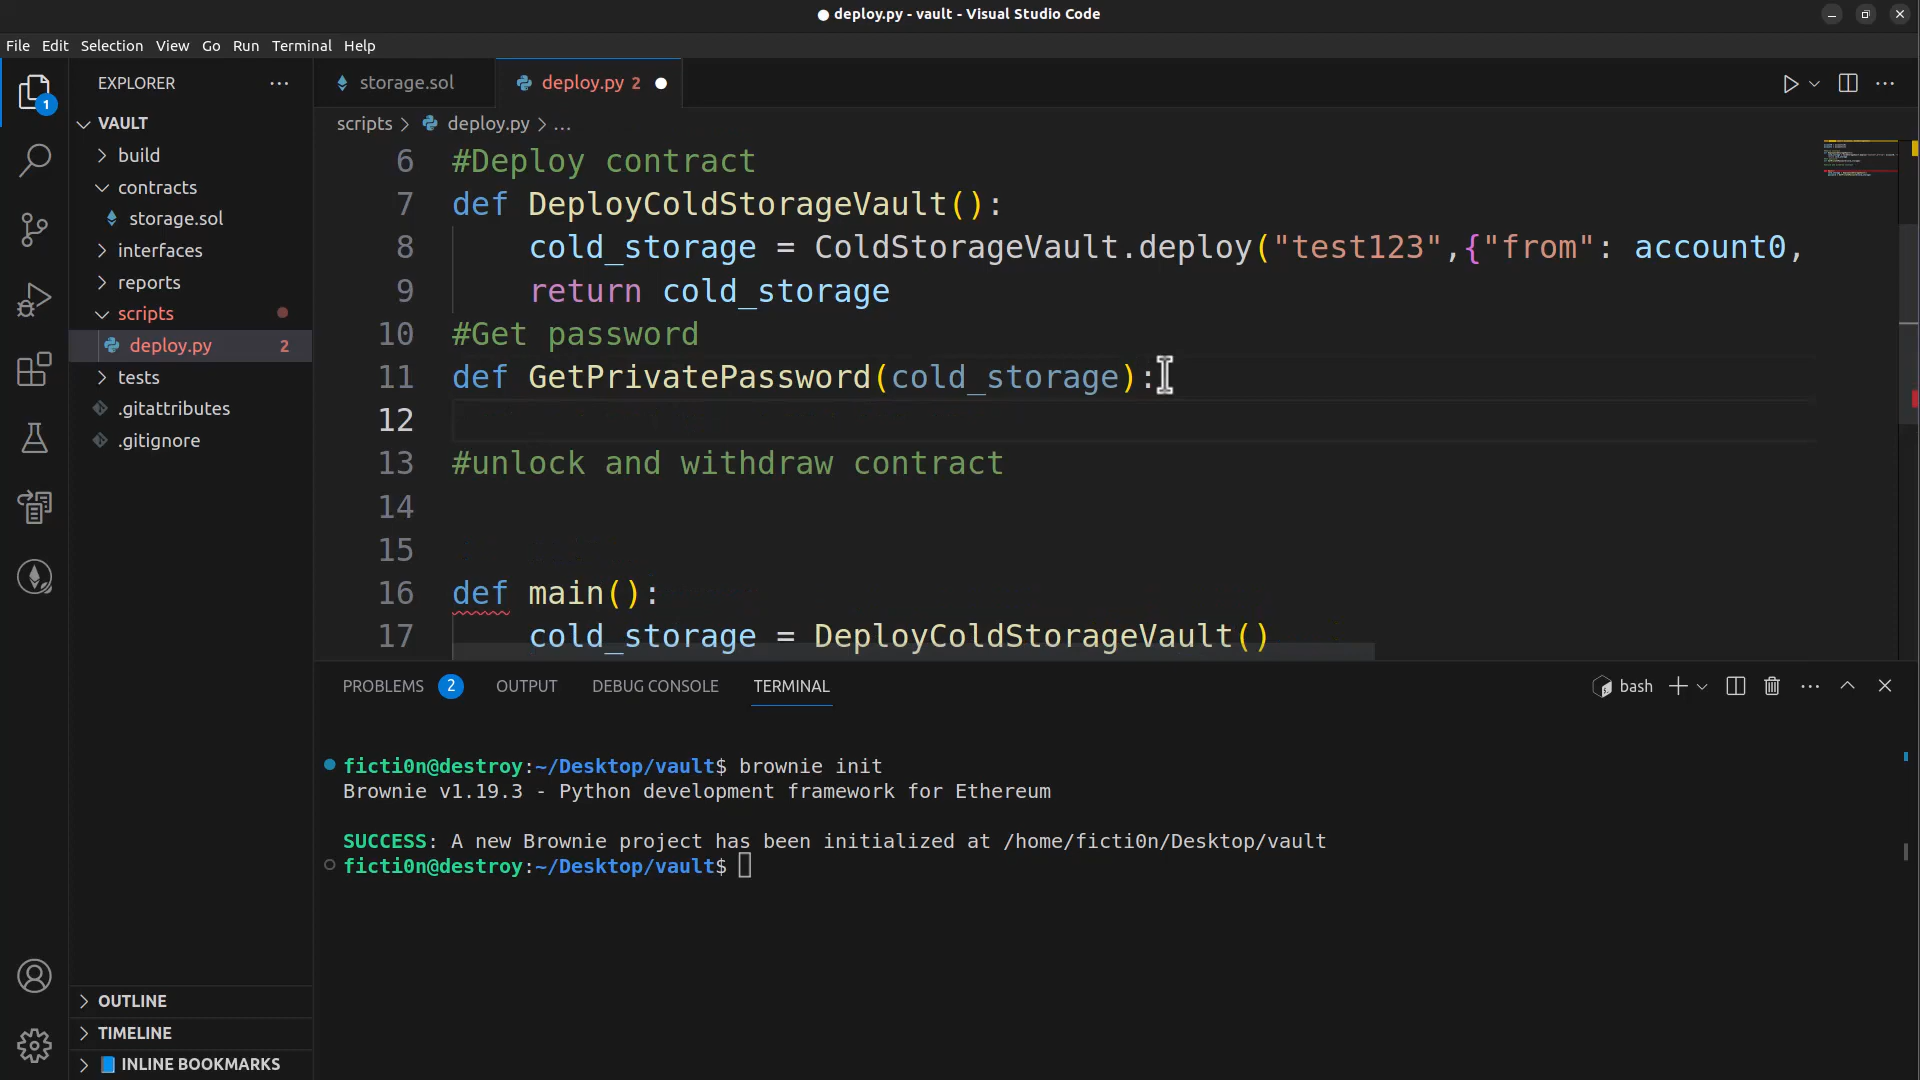 deploy.py - vault - Visual Studio Code
File Edit Selection View Go Run Terminal Help
EXPLORER
storage.sol
deploy.py 2
1
VAULT
build
contracts
storage.sol
interfaces
reports
scripts
deploy.py 2
tests
.gitattributes
.gitignore
OUTLINE
TIMELINE
INLINE BOOKMARKS
scripts > deploy.py > ...
6 #Deploy contract
7 def DeployColdStorageVault():
8 cold_storage = ColdStorageVault.deploy("test123",{"from": account0,
9 return cold_storage
10 #Get password
11 def GetPrivatePassword(cold_storage):
12
13 #unlock and withdraw contract
14
15
16 def main():
17 cold_storage = DeployColdStorageVault()
PROBLEMS 2 OUTPUT DEBUG CONSOLE TERMINAL
bash
ficti0n@destroy:~/Desktop/vault$ brownie init
Brownie v1.19.3 - Python development framework for Ethereum
SUCCESS: A new Brownie project has been initialized at /home/ficti0n/Desktop/vault
ficti0n@destroy:~/Desktop/vault$